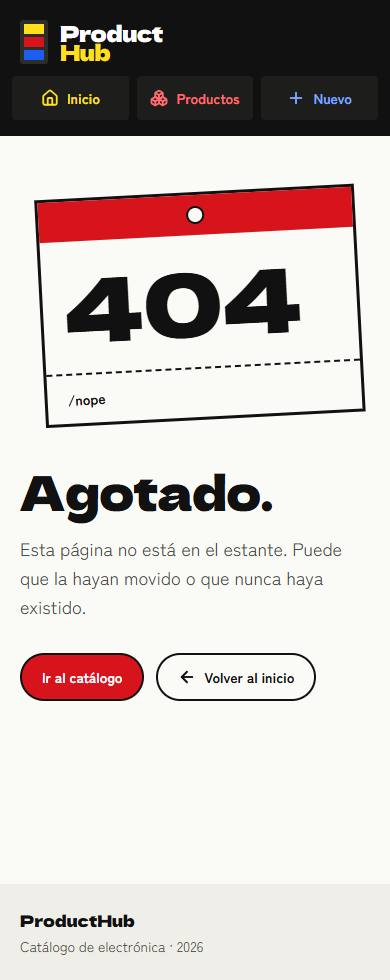 Product
Hub
Inicio
Productos
Nuevo
404
/nope
Agotado.
Esta página no está en el estante. Puede
que la hayan movido o que nunca haya
existido.
Ir al catálogo
Volver al inicio
ProductHub
Catálogo de electrónica · 2026